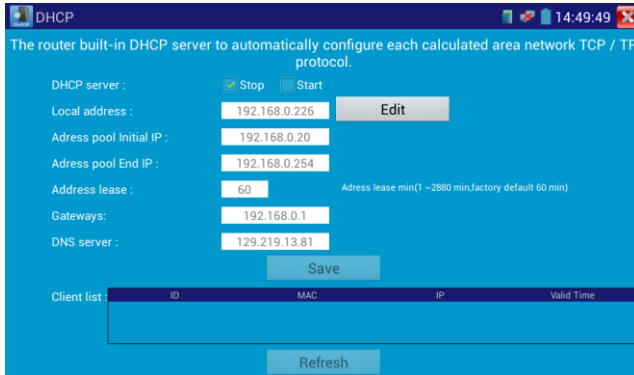 DHCP 14:49:49
The router built-in DHCP server to automatically configure each calculated area network TCP / TP
protocol.
DHCP server : Stop Start
Local address : 192.168.0.226 Edit
Adress pool Initial IP : 192.168.0.20
Adress pool End IP : 192.168.0.254
Address lease : 60 Adress lease min(1 ~2880 min,factory default 60 min)
Gateways: 192.168.0.1
DNS server : 129.219.13.81
Save
Client list : ID MAC IP Valid Time
Refresh